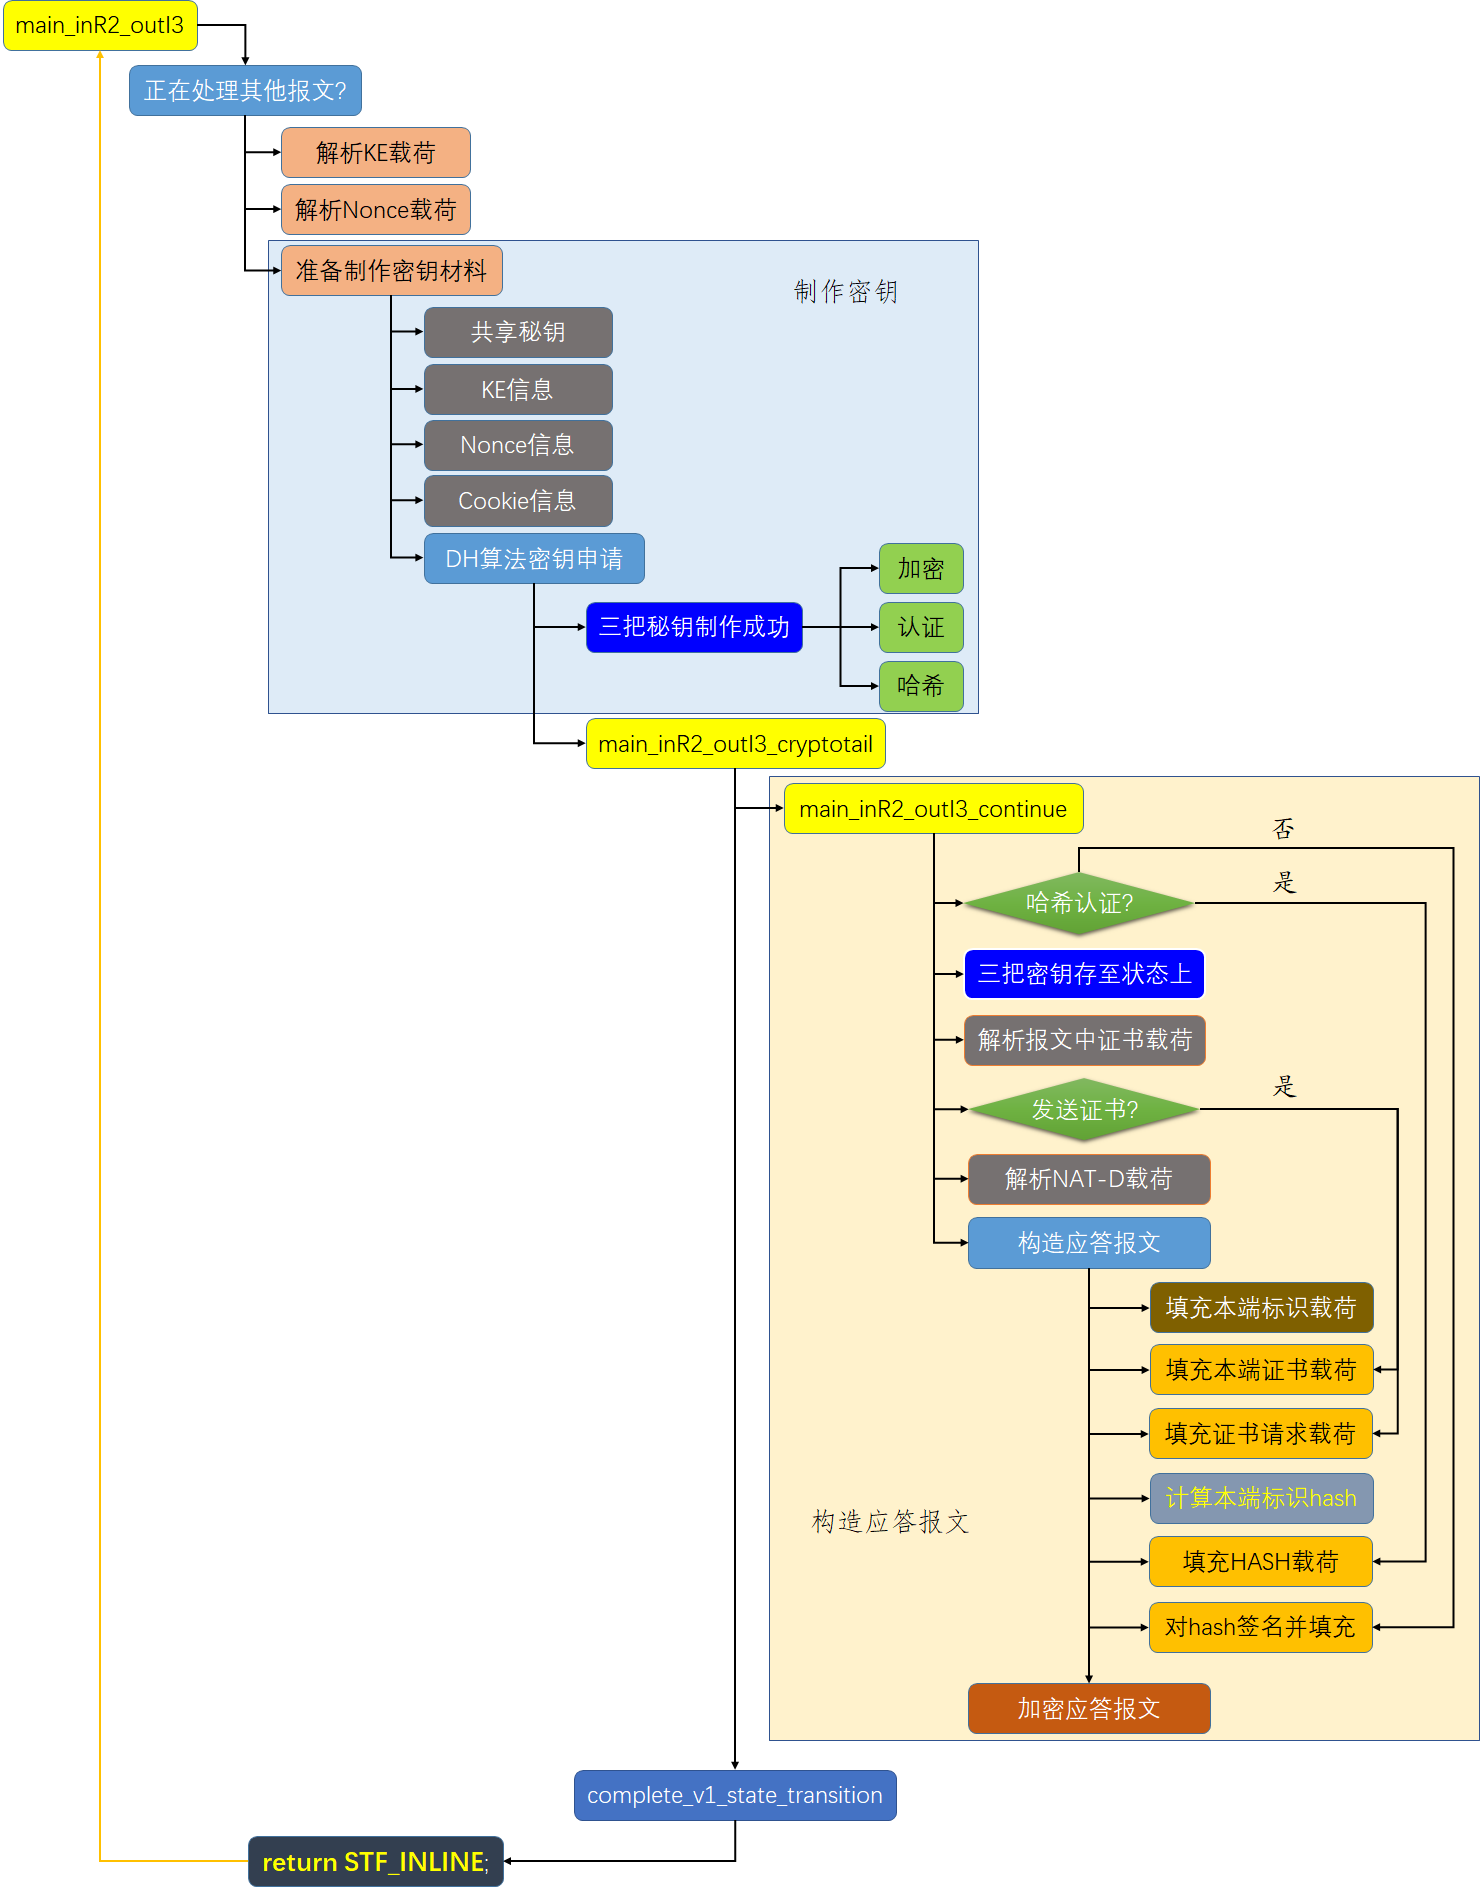 main_inR2_outI3
正在处理其他报文?
解析KE载荷
解析Nonce载荷
准备制作密钥材料
制作密钥
共享秘钥
KE信息
Nonce信息
Cookie信息
DH算法密钥申请
加密
三把秘钥制作成功
认证
哈希
main_inR2_outI3_cryptotail
main_inR2_outI3_continue
否
哈希认证?
是
三把密钥存至状态上
解析报文中证书载荷
发送证书?
是
解析NAT-D载荷
构造应答报文
填充本端标识载荷
填充本端证书载荷
填充证书请求载荷
计算本端标识hash
构造应答报文
填充HASH载荷
对hash签名并填充
加密应答报文
complete_v1_state_transition
return STF_INLINE;